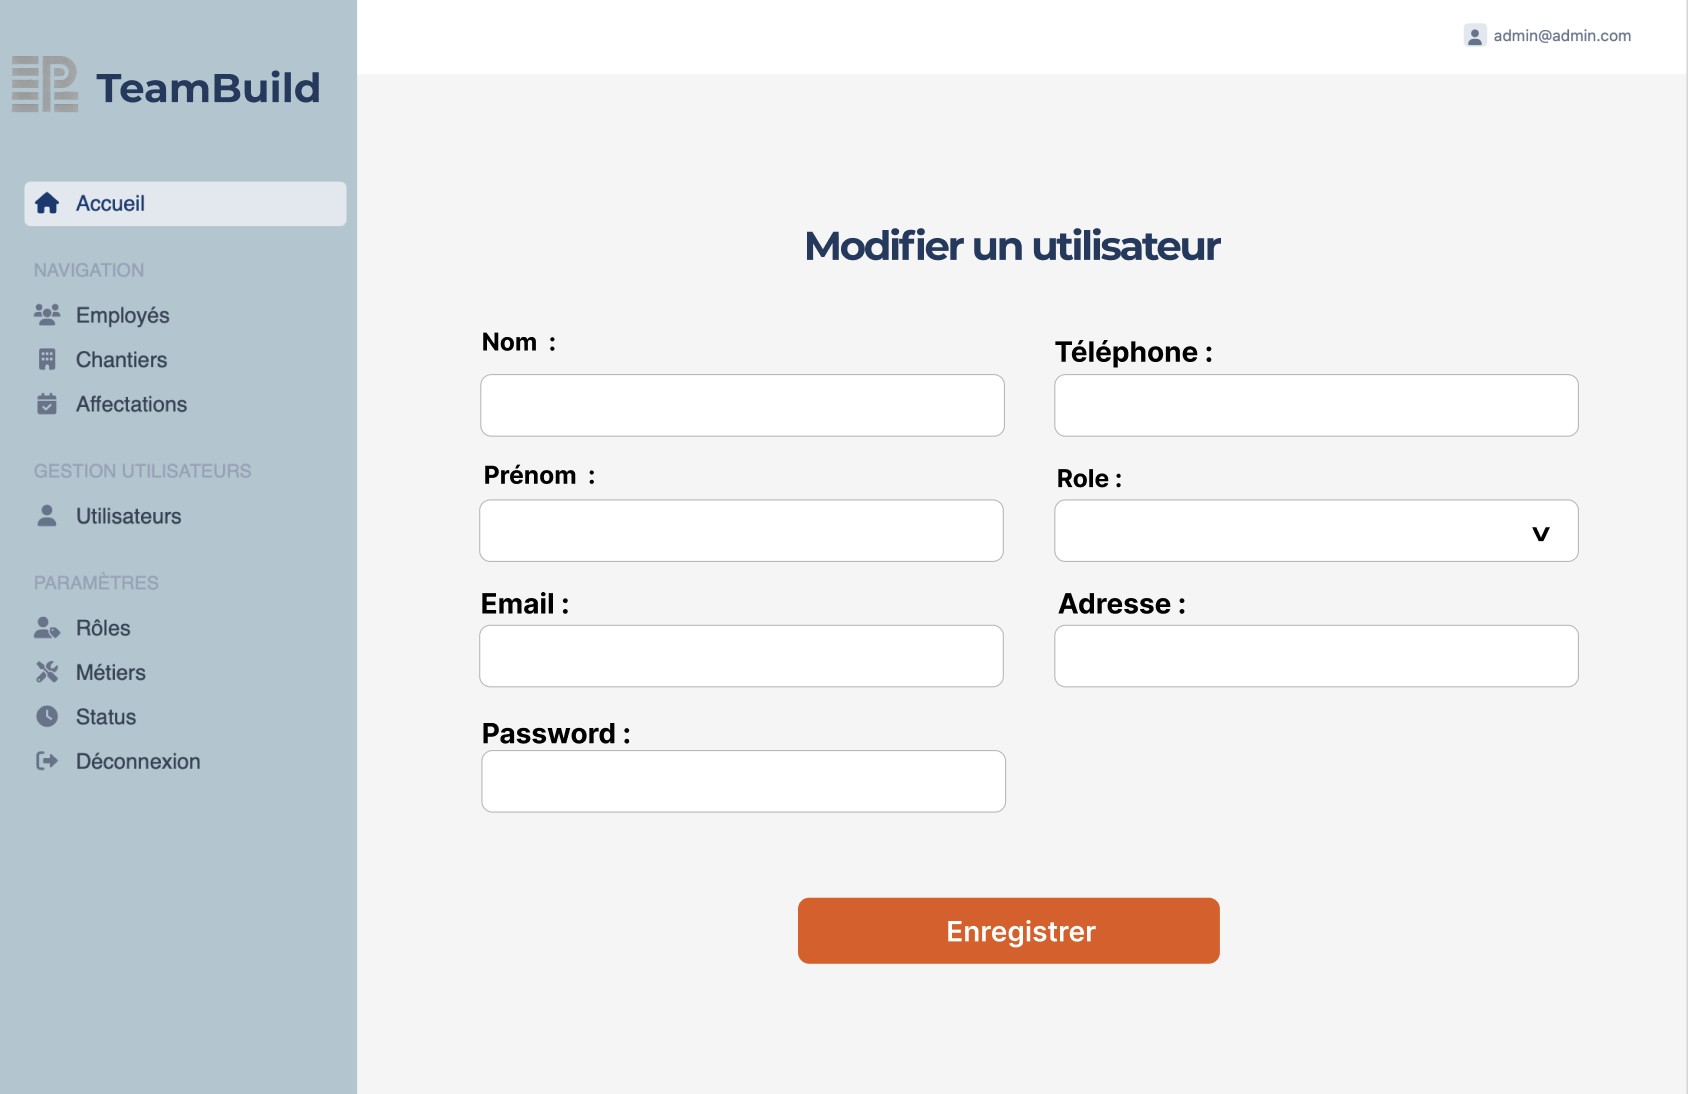 TeamBuild
admin@admin.com
Accueil
NAVIGATION
Employés
Chantiers
Affectations
GESTION UTILISATEURS
Utilisateurs
PARAMÈTRES
Rôles
Métiers
Status
Déconnexion
Modifier un utilisateur
Nom :
Téléphone :
Prénom :
Role :
v
Email :
Adresse :
Password :
Enregistrer